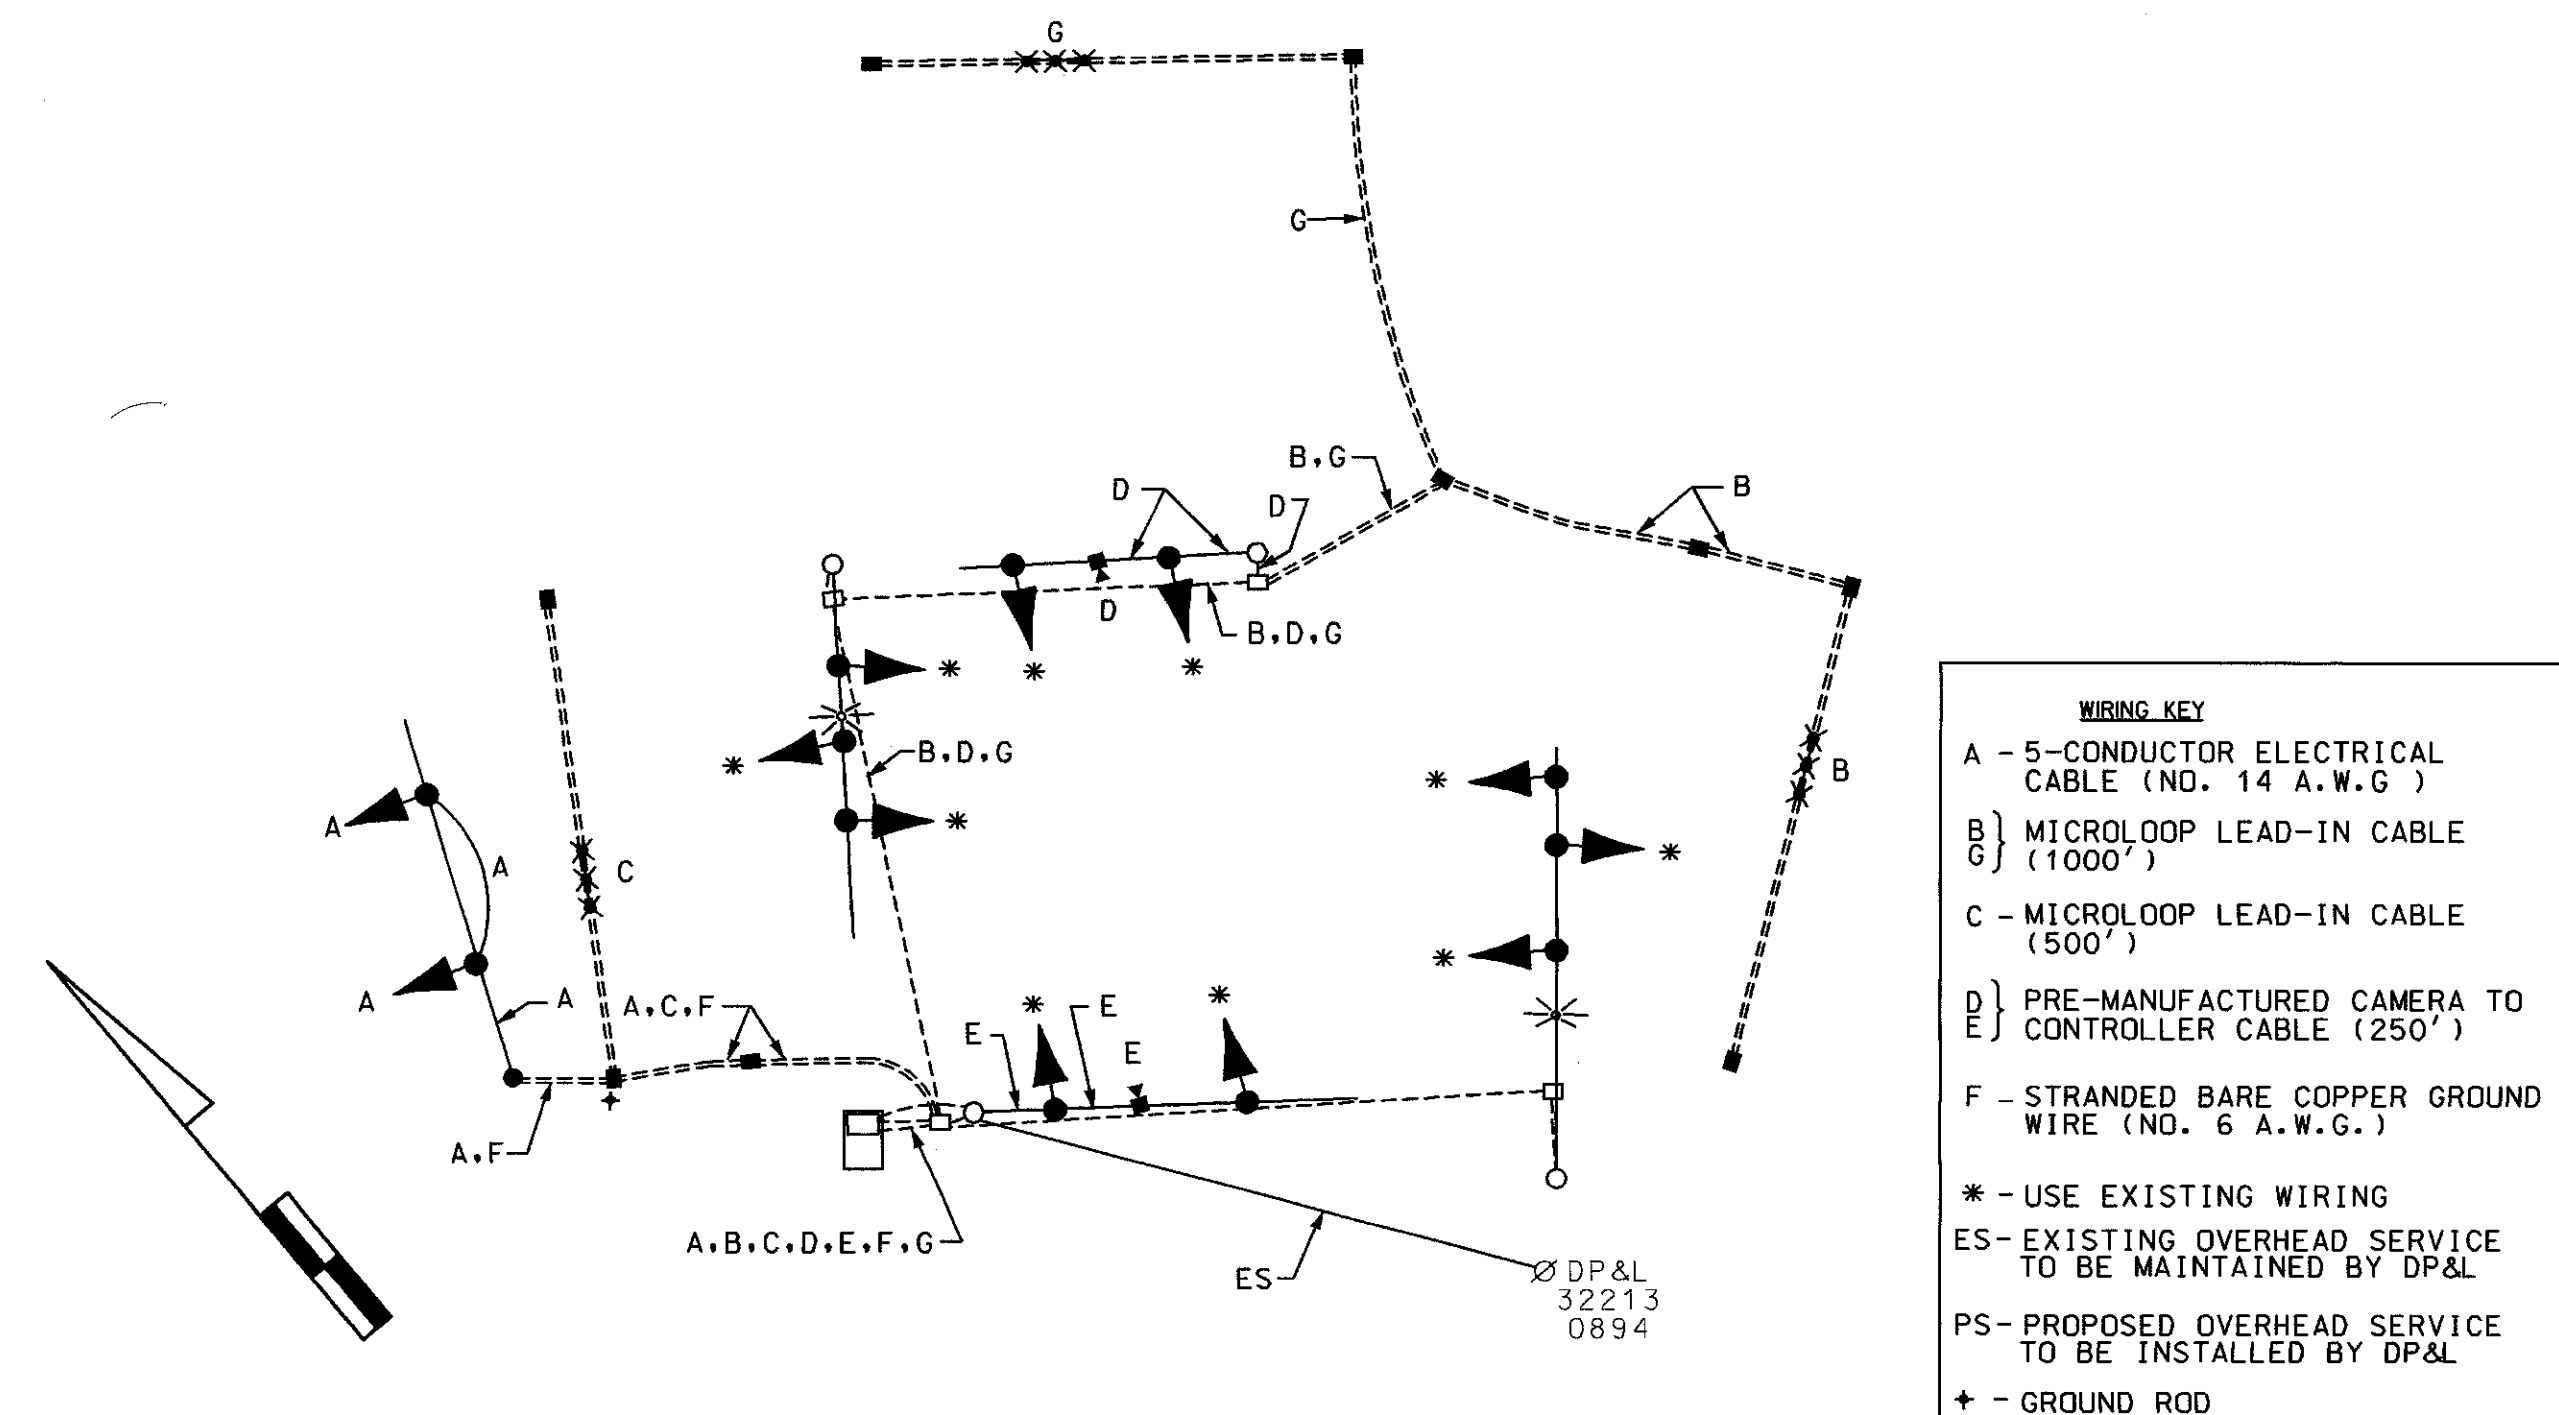 G
G
B,G
D
D
B
D
B,D,G
*
*
*
*
B,D,G
*
*
B
*
*
A
A
C
A
A
A,C,F
*
*
E
E
E
A,F
A,B,C,D,E,F,G
ES
DP&L
32213
0894
WIRING KEY
A - 5-CONDUCTOR ELECTRICAL
CABLE (NO. 14 A.W.G )
B
G } MICROLOOP LEAD-IN CABLE
(1000')
C - MICROLOOP LEAD-IN CABLE
(500')
D
E } PRE-MANUFACTURED CAMERA TO
CONTROLLER CABLE (250')
F - STRANDED BARE COPPER GROUND
WIRE (NO. 6 A.W.G.)
* - USE EXISTING WIRING
ES- EXISTING OVERHEAD SERVICE
TO BE MAINTAINED BY DP&L
PS- PROPOSED OVERHEAD SERVICE
TO BE INSTALLED BY DP&L
+ - GROUND ROD